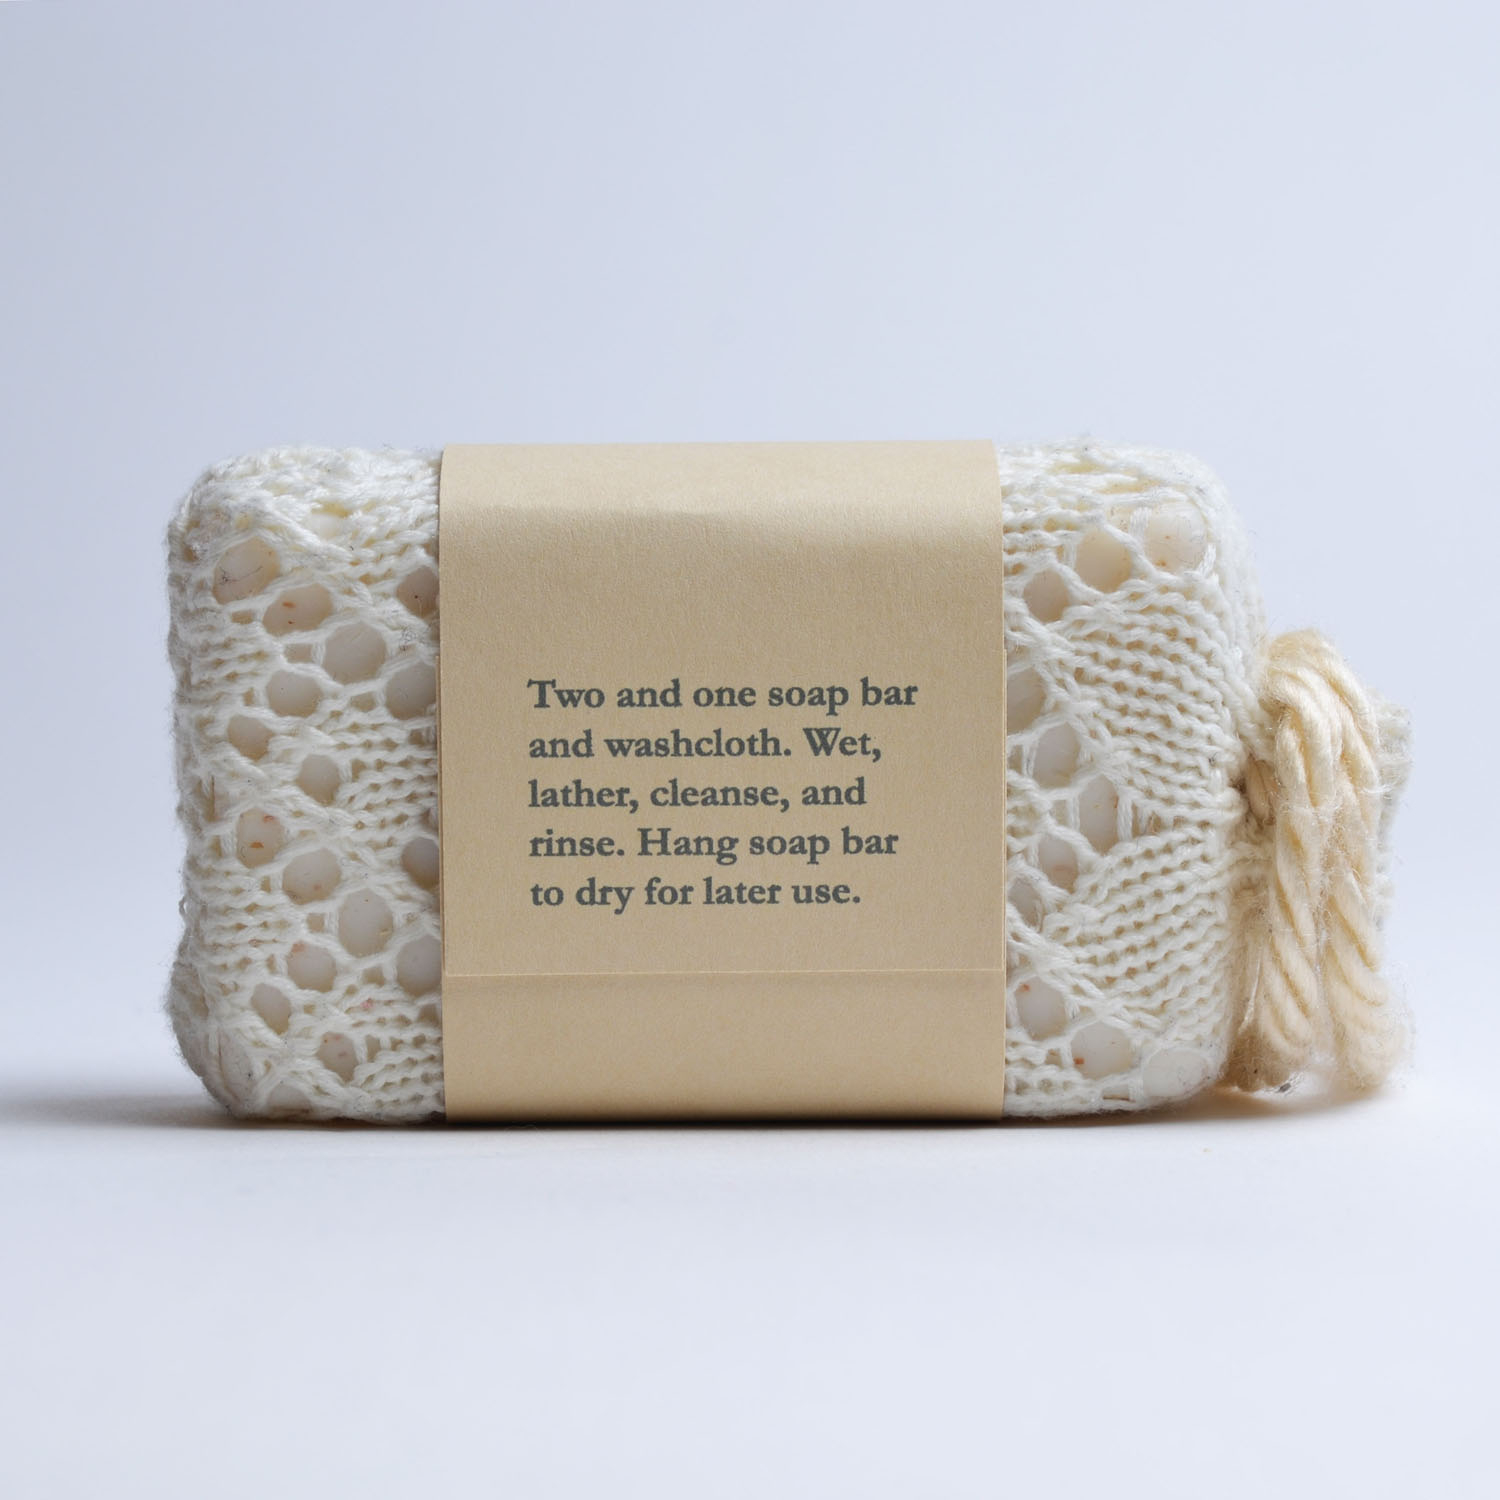 Two and one soap bar
and washcloth. Wet,
lather, cleanse, and
rinse. Hang soap bar
to dry for later use.